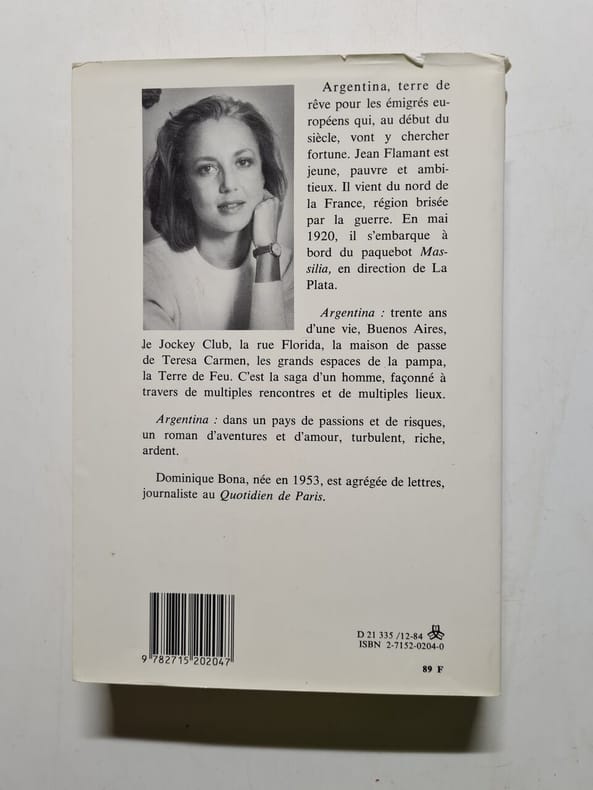 Argentina, terre de
rêve pour les émigrés eu-
ropéens qui, au début du
siècle, vont y chercher
fortune. Jean Flamant est
jeune, pauvre et ambi-
tieux. Il vient du nord de
la France, région brisée
par la guerre. En mai
1920, il s'embarque à
bord du paquebot Mas-
silia, en direction de La
Plata.
Argentina : trente ans
d'une vie, Buenos Aires,
le Jockey Club, la rue Florida, la maison de passe
de Teresa Carmen, les grands espaces de la pampa,
la Terre de Feu. C'est la saga d'un homme, façonné à
travers de multiples rencontres et de multiples lieux.
Argentina : dans un pays de passions et de risques,
un roman d'aventures et d'amour, turbulent, riche,
ardent.
Dominique Bona, née en 1953, est agrégée de lettres,
journaliste au Quotidien de Paris.
9 782715 202047
D 21 335 /12-84
ISBN 2-7152-0204-0
89 F